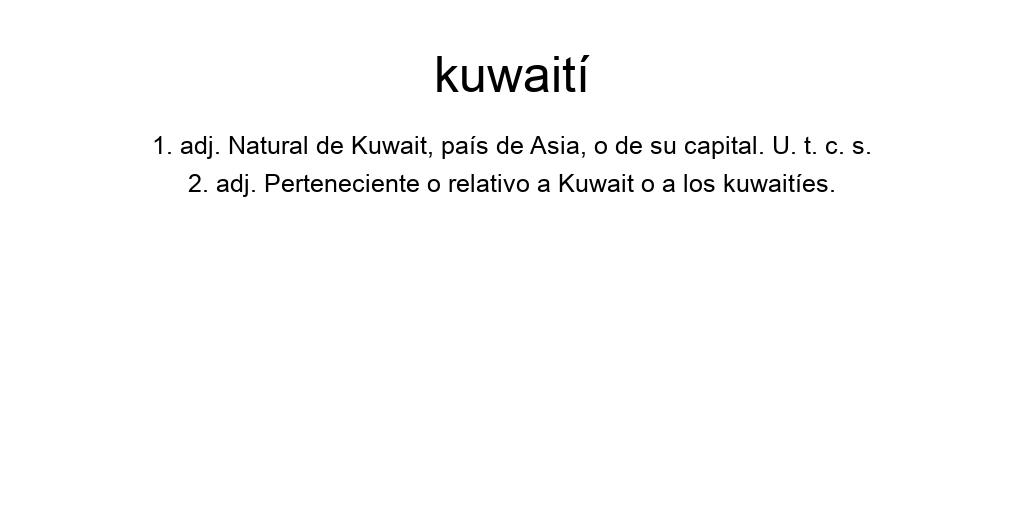 kuwaití
1. adj. Natural de Kuwait, país de Asia, o de su capital. U. t. c. s.
2. adj. Perteneciente o relativo a Kuwait o a los kuwaitíes.